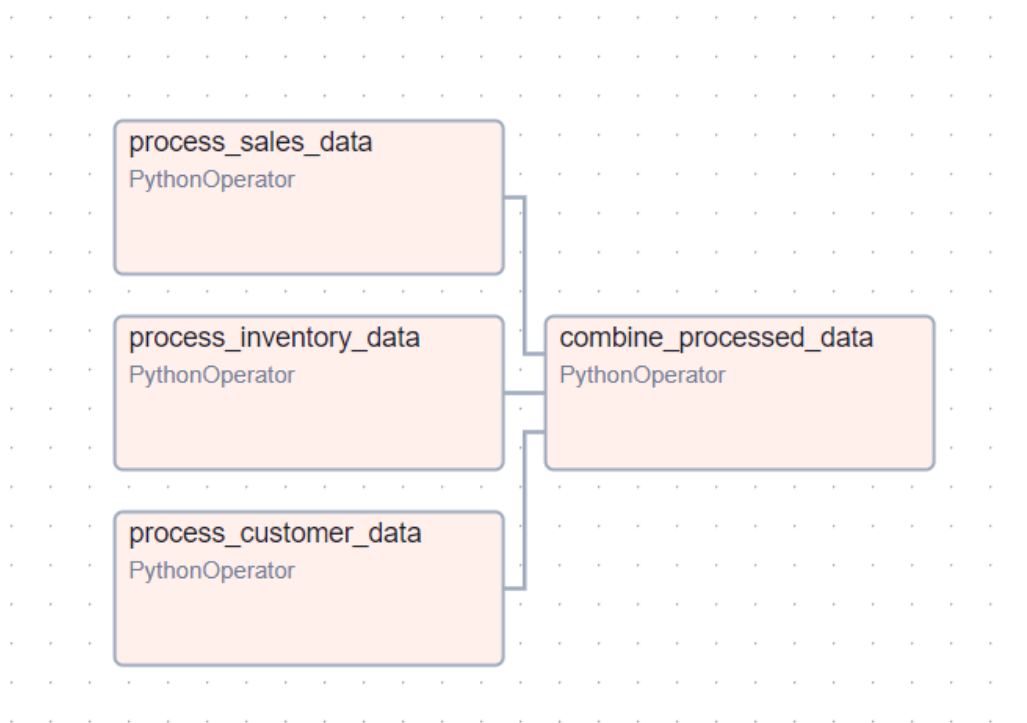 process_sales_data
PythonOperator
process_inventory_data
PythonOperator
combine_processed_data
PythonOperator
process_customer_data
PythonOperator